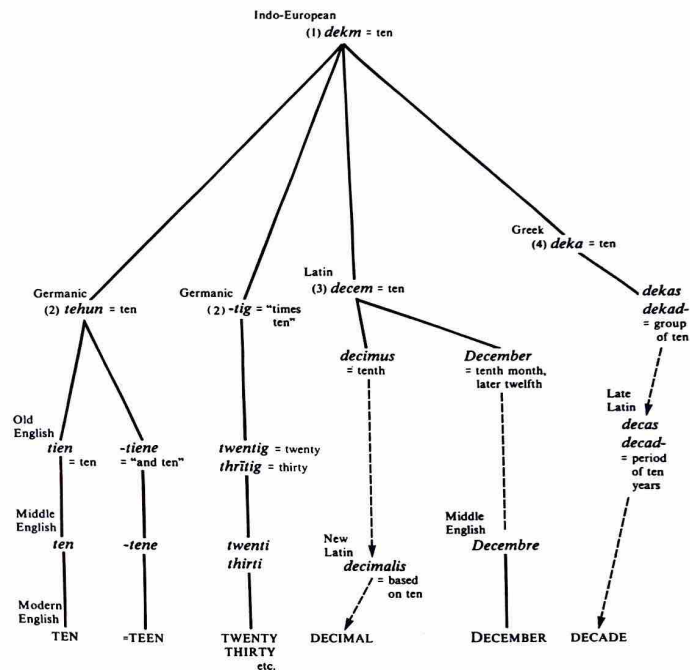 Indo-European
(1) dekm = ten
Greek
(4) deka = ten
Germanic
(2) tehun = ten
Germanic
(2) -tig = "times
ten"
Latin
(3) decem = ten
dekas
dekad-
= group
of ten
decimus
= tenth
December
= tenth month,
later twelfth
Late
Latin
decas
decad-
= period
of ten
years
Old
English
tien
= ten
-tiene
= "and ten"
twentig = twenty
thrītig = thirty
Middle
English
ten
-tene
twenti
thirti
New
Latin
decimalis
= based
on ten
Middle
English
Decembre
Modern
English
TEN
=TEEN
TWENTY
THIRTY
etc.
DECIMAL
DECEMBER
DECADE